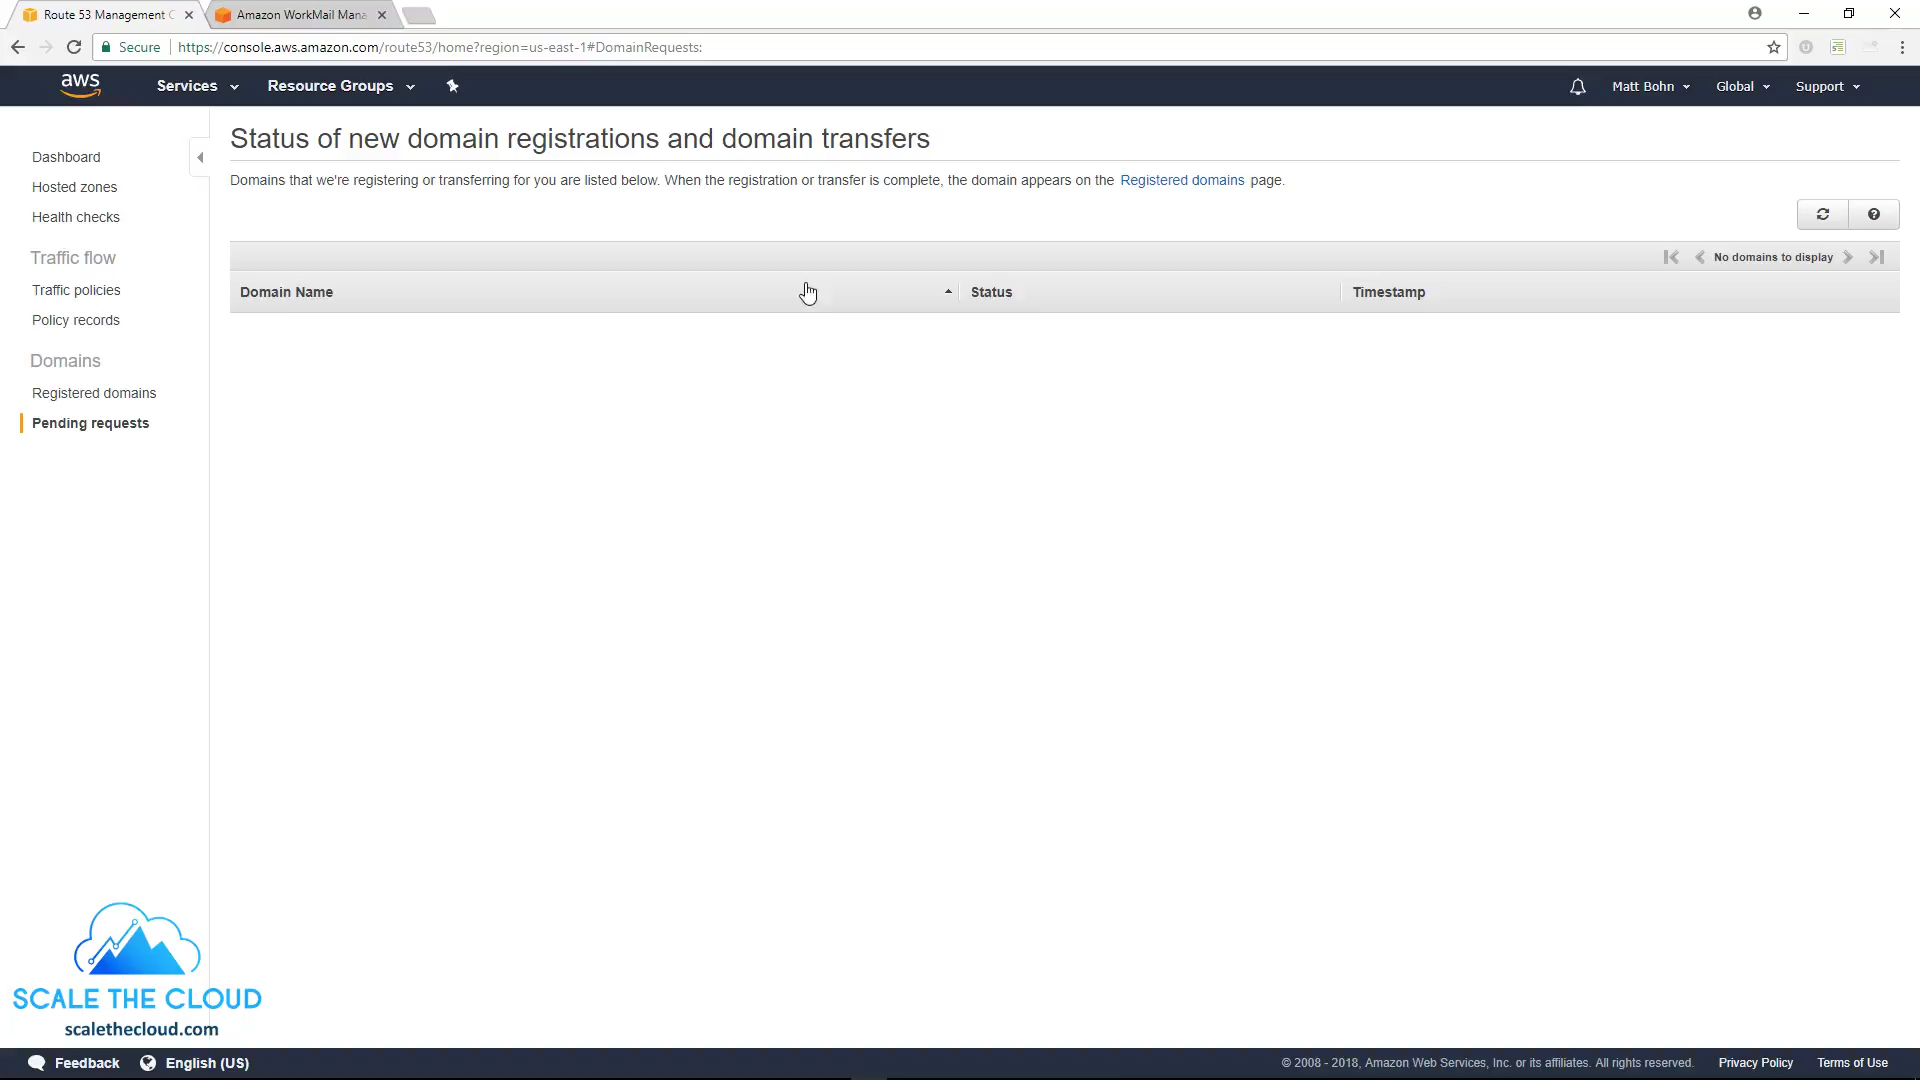 Route 53 Management C
Amazon WorkMail Mana
Secure
https://console.aws.amazon.com/route53/home?region=us-east-1#DomainRequests:
aws
Services
Resource Groups
Matt Bohn
Global
Support
Dashboard
Hosted zones
Health checks
Traffic flow
Traffic policies
Policy records
Domains
Registered domains
Pending requests
Status of new domain registrations and domain transfers
Domains that we're registering or transferring for you are listed below. When the registration or transfer is complete, the domain appears on the Registered domains page.
No domains to display
Domain Name
Status
Timestamp
SCALE THE CLOUD
scalethecloud.com
Feedback
English (US)
© 2008 - 2018, Amazon Web Services, Inc. or its affiliates. All rights reserved.
Privacy Policy
Terms of Use